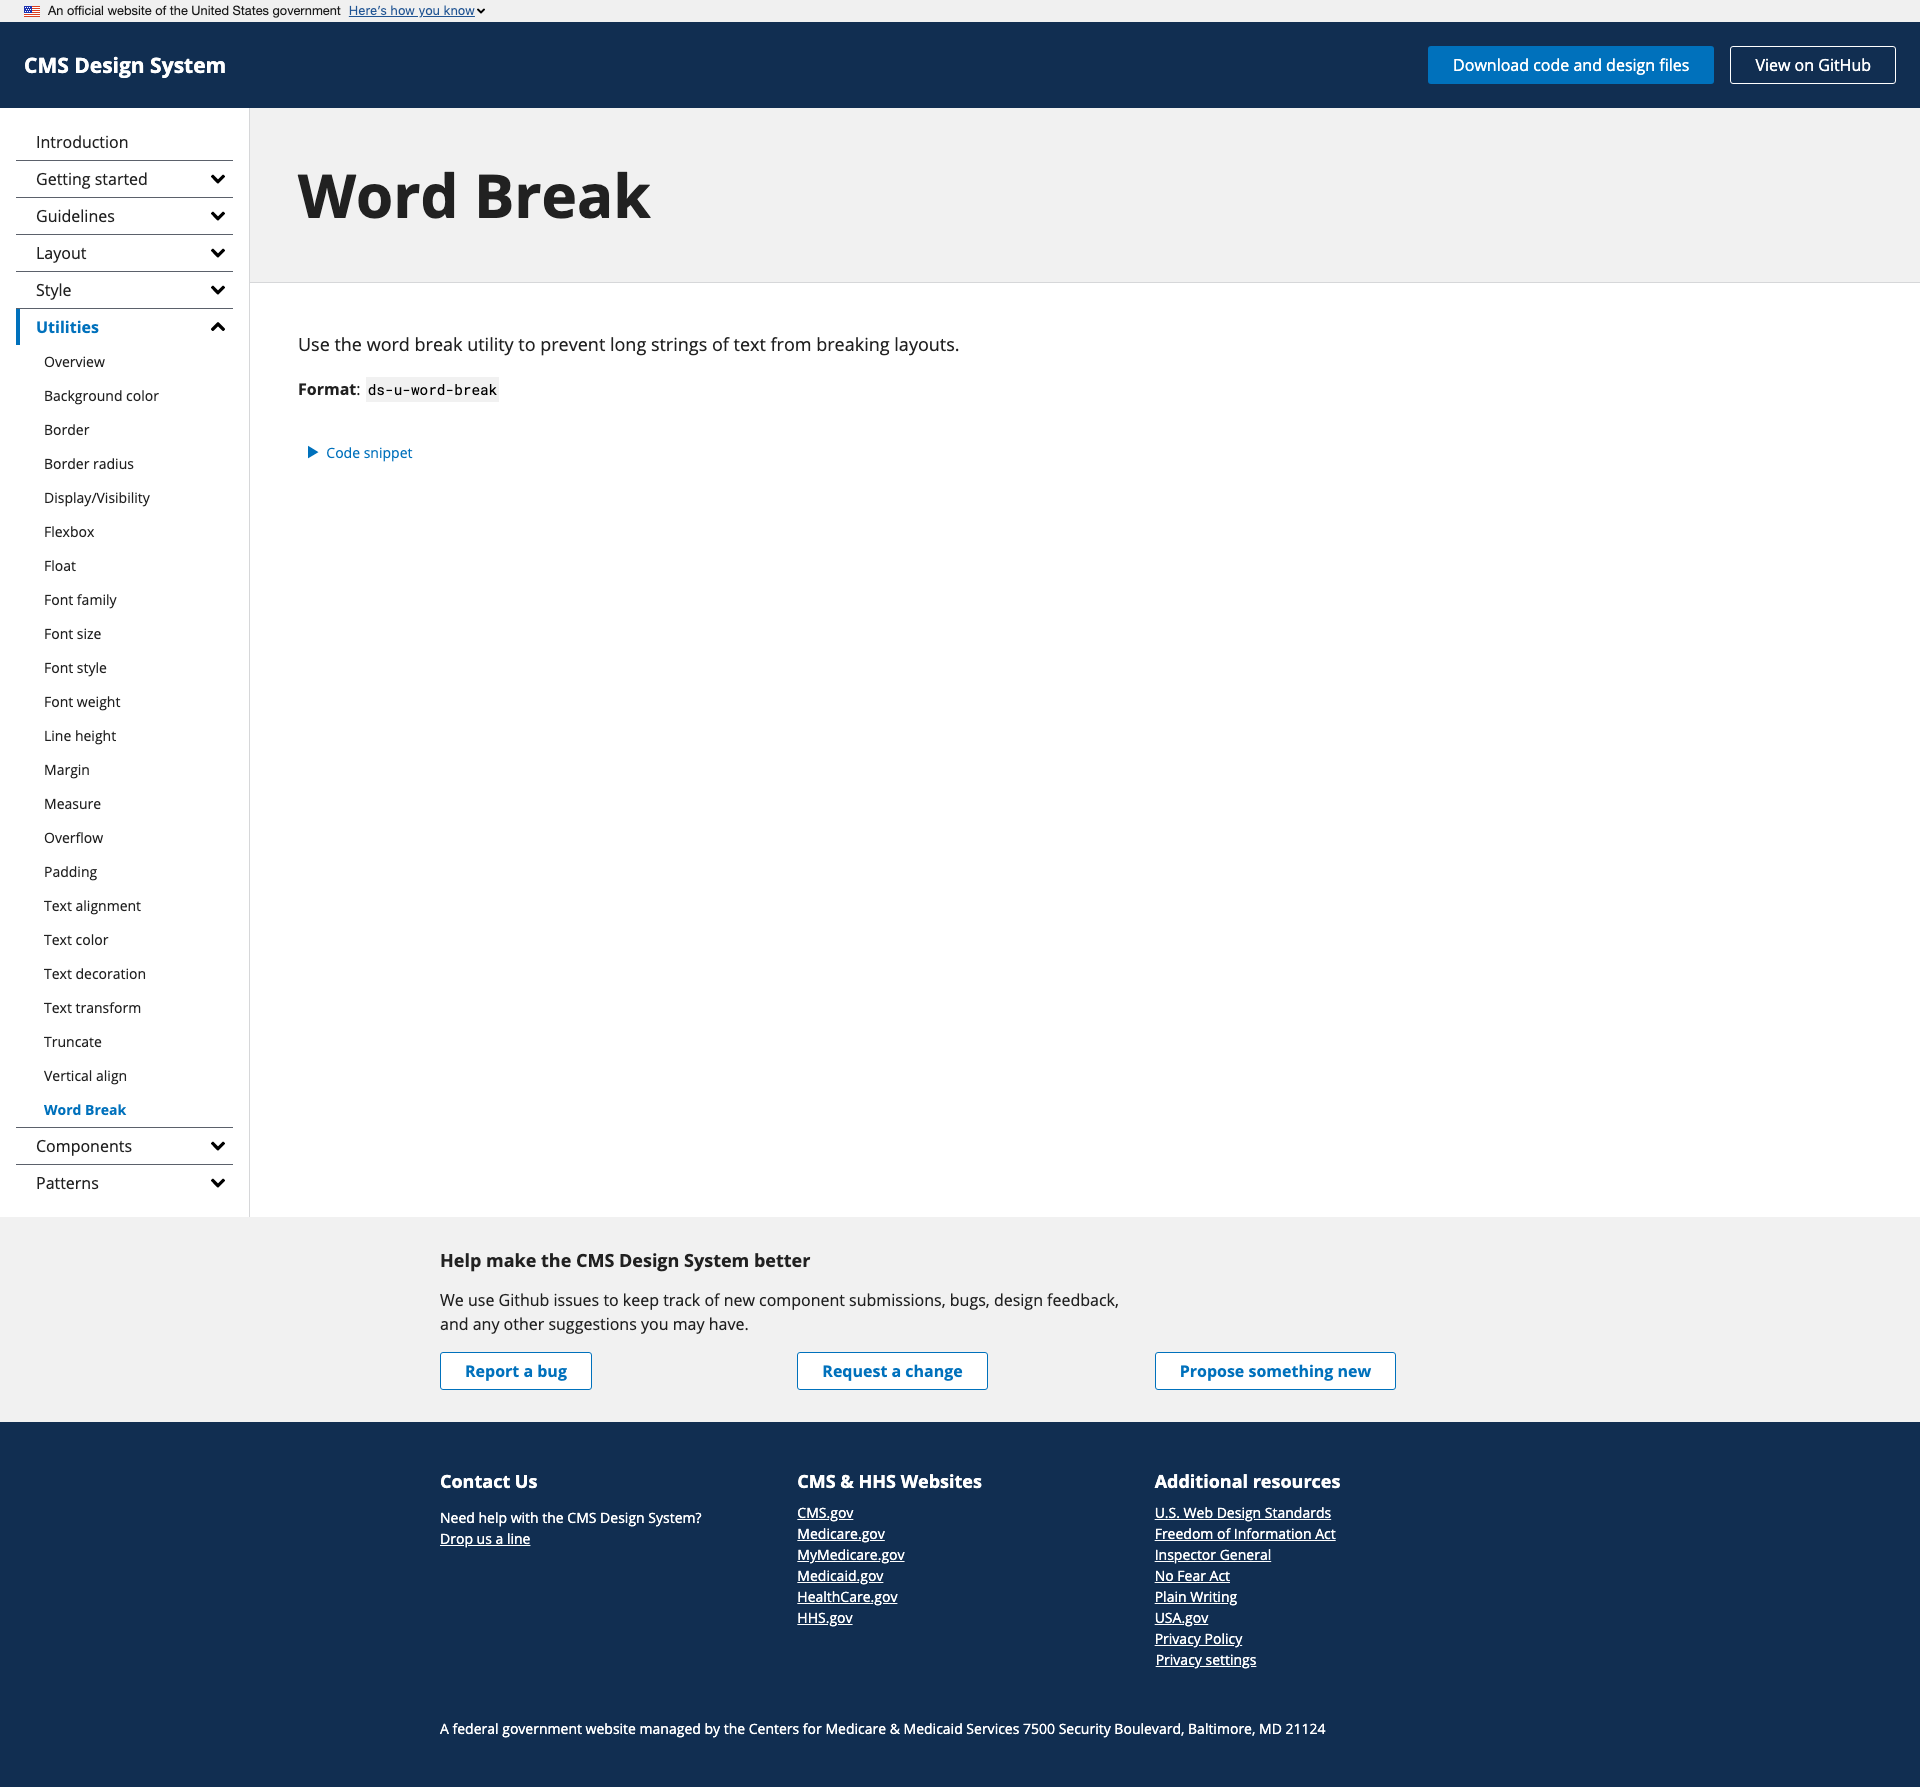 An official website of the United States government Here's how you know
CMS Design System
Download code and design files
View on GitHub
Introduction
Getting started
Guidelines
Layout
Style
Utilities
Overview
Background color
Border
Border radius
Display/Visibility
Flexbox
Float
Font family
Font size
Font style
Font weight
Line height
Margin
Measure
Overflow
Padding
Text alignment
Text color
Text decoration
Text transform
Truncate
Vertical align
Word Break
Components
Patterns
Word Break
Use the word break utility to prevent long strings of text from breaking layouts.
Format: ds-u-word-break
Code snippet
Help make the CMS Design System better
We use Github issues to keep track of new component submissions, bugs, design feedback,
and any other suggestions you may have.
Report a bug
Request a change
Propose something new
Contact Us
Need help with the CMS Design System?
Drop us a line
CMS & HHS Websites
CMS.gov
Medicare.gov
MyMedicare.gov
Medicaid.gov
HealthCare.gov
HHS.gov
Additional resources
U.S. Web Design Standards
Freedom of Information Act
Inspector General
No Fear Act
Plain Writing
USA.gov
Privacy Policy
Privacy settings
A federal government website managed by the Centers for Medicare & Medicaid Services 7500 Security Boulevard, Baltimore, MD 21124